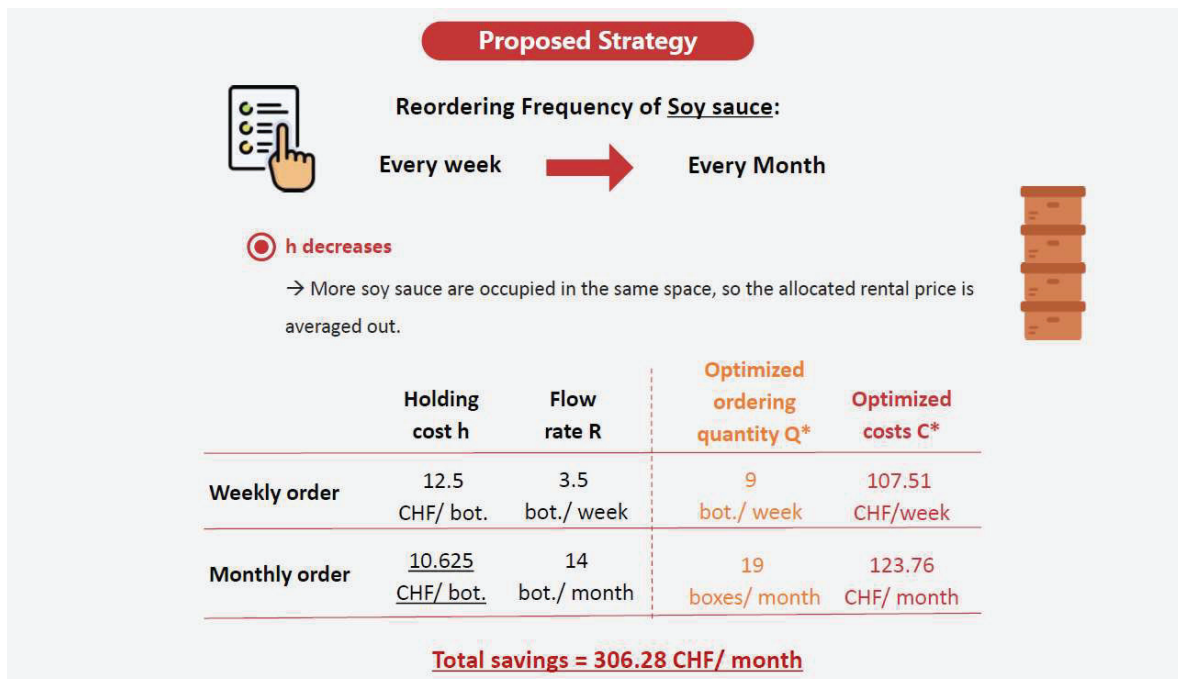 Proposed Strategy
Reordering Frequency of Soy sauce:
Every week
Every Month
h decreases
→ More soy sauce are occupied in the same space, so the allocated rental price is
averaged out.
Holding
cost h
Flow
rate R
Optimized
ordering
quantity Q*
Optimized
costs C*
Weekly order
12.5
CHF/ bot.
3.5
bot./ week
9
bot./ week
107.51
CHF/week
Monthly order
10.625
CHF/ bot.
14
bot./ month
19
boxes/ month
123.76
CHF/ month
Total savings = 306.28 CHF/ month